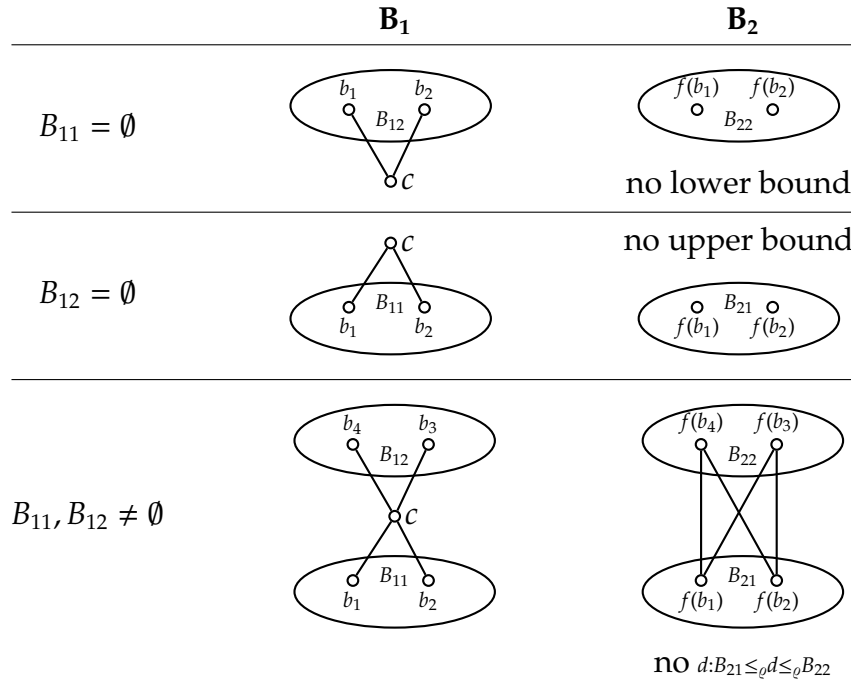 B₁ B₂
b₁ b₂ f(b₁) f(b₂)
B₁₁ = ∅ B₁₂ B₂₂
c no lower bound
c no upper bound
B₁₂ = ∅ B₁₁ B₂₁
b₁ b₂ f(b₁) f(b₂)
b₄ b₃ f(b₄) f(b₃)
B₁₂ B₂₂
B₁₁, B₁₂ ≠ ∅ c
B₁₁ B₂₁
b₁ b₂ f(b₁) f(b₂)
no d:B₂₁≤ϱd≤ϱB₂₂